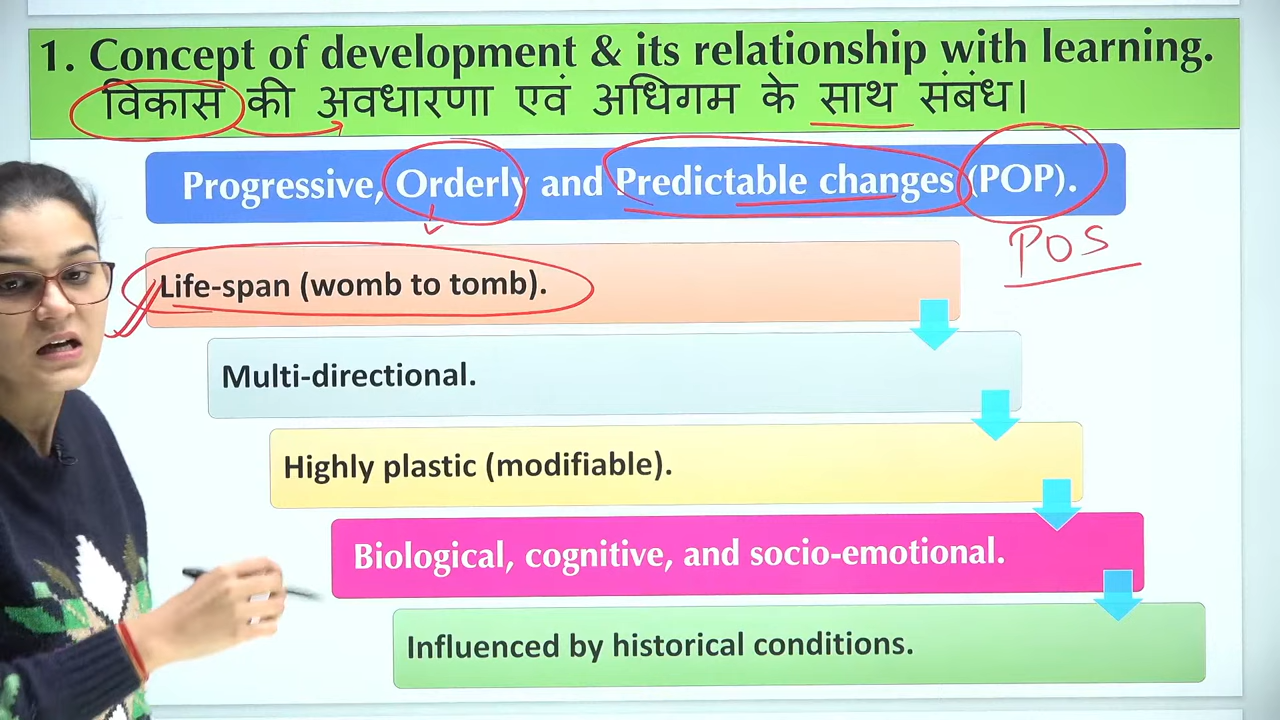 1. Concept of development & its relationship with learning.
विकास की अवधारणा एवं अधिगम के साथ संबंध।
Progressive, Orderly and Predictable changes (POP).
POS
Life-span (womb to tomb).
Multi-directional.
Highly plastic (modifiable).
Biological, cognitive, and socio-emotional.
Influenced by historical conditions.